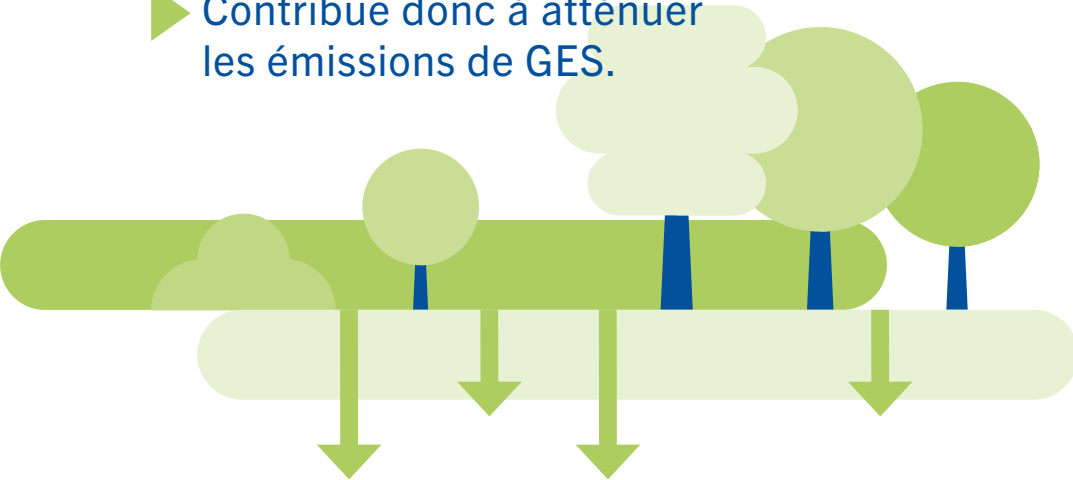 Contribue donc à atténuer
les émissions de GES.